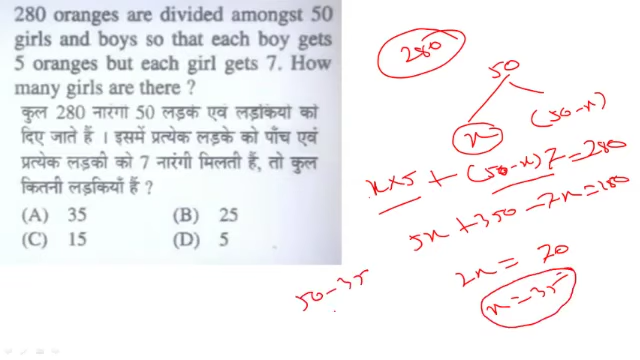 280 oranges are divided amongst 50
girls and boys so that each boy gets
5 oranges but each girl gets 7. How
many girls are there ?
कुल 280 नारंगी 50 लड़के एवं लड़कियों को
दिए जाते हैं । इसमें प्रत्येक लड़के को पाँच एवं
प्रत्येक लड़की को 7 नारंगी मिलती हैं, तो कुल
कितनी लड़कियाँ हैं ?
(A) 35 (B) 25
(C) 15 (D) 5
280
50
x (50-x)
x×5 + (50-x)7 = 280
5x + 350 - 7x = 280
2x = 70
x = 35
50-35